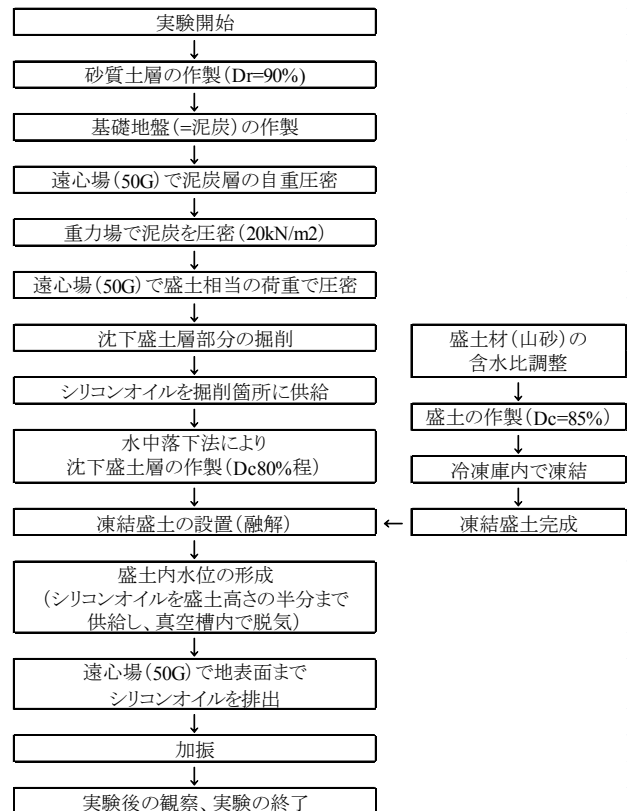 実験開始
↓
砂質土層の作製(Dr=90%)
↓
基礎地盤(=泥炭)の作製
↓
遠心場(50G)で泥炭層の自重圧密
↓
重力場で泥炭を圧密(20kN/m2)
↓
遠心場(50G)で盛土相当の荷重で圧密
↓
沈下盛土層部分の掘削
↓
シリコンオイルを掘削箇所に供給
↓
水中落下法により
沈下盛土層の作製(Dc80%程)
↓
盛土材(山砂)の
含水比調整
↓
盛土の作製(Dc=85%)
↓
冷凍庫内で凍結
↓
凍結盛土完成
←
凍結盛土の設置(融解)
↓
盛土内水位の形成
(シリコンオイルを盛土高さの半分まで
供給し、真空槽内で脱気)
↓
遠心場(50G)で地表面まで
シリコンオイルを排出
↓
加振
↓
実験後の観察、実験の終了